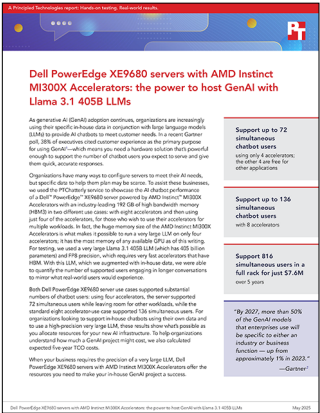 A Principled Technologies report: Hands-on testing. Real-world results.
PT
Dell PowerEdge XE9680 servers with AMD Instinct
MI300X Accelerators: the power to host GenAI with
Llama 3.1 405B LLMs
As generative AI (GenAI) adoption continues, organizations are increasingly
using their specific in-house data in conjunction with large language models
(LLMs) to provide AI chatbots to meet customer needs. In a recent Gartner
poll, 38% of executives cited customer experience as the primary purpose
for using GenAI¹—which means you need a hardware solution that's powerful
enough to support the number of chatbot users you expect to serve and give
them quick, accurate responses.
Organizations have many ways to configure servers to meet their AI needs,
but specific data to help them plan may be scarce. To assist these businesses,
we used the PTChatterly service to showcase the AI chatbot performance
of a Dell™ PowerEdge™ XE9680 server powered by AMD Instinct™ MI300X
Accelerators with an industry-leading 192 GB of high bandwidth memory
(HBM3) in two different use cases: with eight accelerators and then using
just four of the accelerators, for those who wish to use their accelerators for
multiple workloads. In fact, the huge memory size of the AMD Instinct MI300X
Accelerators is what makes it possible to run a very large LLM on only four
accelerators; it has the most memory of any available GPU as of this writing.
For testing, we used a very large Llama 3.1 405B LLM (which has 405 billion
parameters) and FP8 precision, which requires very fast accelerators that have
HBM. With this LLM, which we augmented with in-house data, we were able
to quantify the number of supported users engaging in longer conversations
to mirror what real-world users would experience.
Both Dell PowerEdge XE9680 server use cases supported substantial
numbers of chatbot users: using four accelerators, the server supported
72 simultaneous users while leaving room for other workloads, while the
standard eight-accelerator use-case supported 136 simultaneous users. For
organizations looking to support in-house chatbots using their own data and
to use a high-precision very large LLM, these results show what's possible as
you allocate resources for your new AI infrastructure. To help organizations
understand how much a GenAI project might cost, we also calculated
expected five-year TCO costs.
When your business requires the precision of a very large LLM, Dell
PowerEdge XE9680 servers with AMD Instinct MI300X Accelerators offer the
resources you need to make your in-house GenAI project a success.
Support up to 72
simultaneous
chatbot users
using only 4 accelerators;
the other 4 are free for
other applications
Support up to 136
simultaneous
chatbot users
with 8 accelerators
Support 816
simultaneous users in a
full rack for just $7.6M
over 5 years
"By 2027, more than 50%
of the GenAI models
that enterprises use will
be specific to either an
industry or business
function — up from
approximately 1% in 2023."
—Gartner²
Dell PowerEdge XE9680 servers with AMD Instinct MI300X Accelerators: the power to host GenAI with Llama 3.1 405B LLMs
May 2025